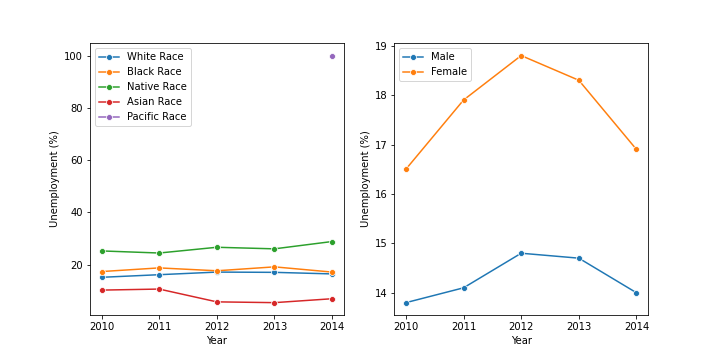 100
80
60
40
20
Unemployment (%)
White Race
Black Race
Native Race
Asian Race
Pacific Race
2010 2011 2012 2013 2014
Year
19
18
17
16
15
14
Unemployment (%)
Male
Female
2010 2011 2012 2013 2014
Year